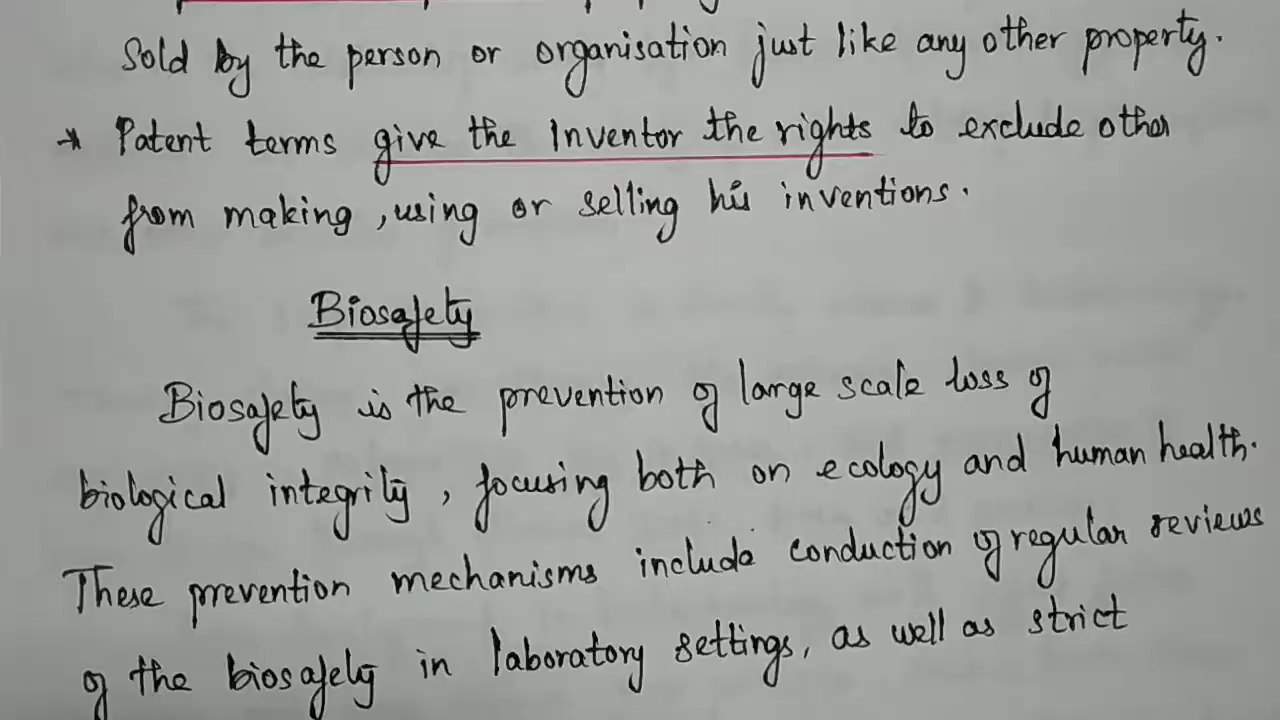 Sold by the person or organisation just like any other property.
* Patent terms give the Inventor the rights to exclude other
from making, using or selling his inventions.
Biosafety
Biosafety is the prevention of large scale loss of
biological integrity, focusing both on ecology and human health.
These prevention mechanisms include conduction of regular reviews
of the biosafety in laboratory settings, as well as strict